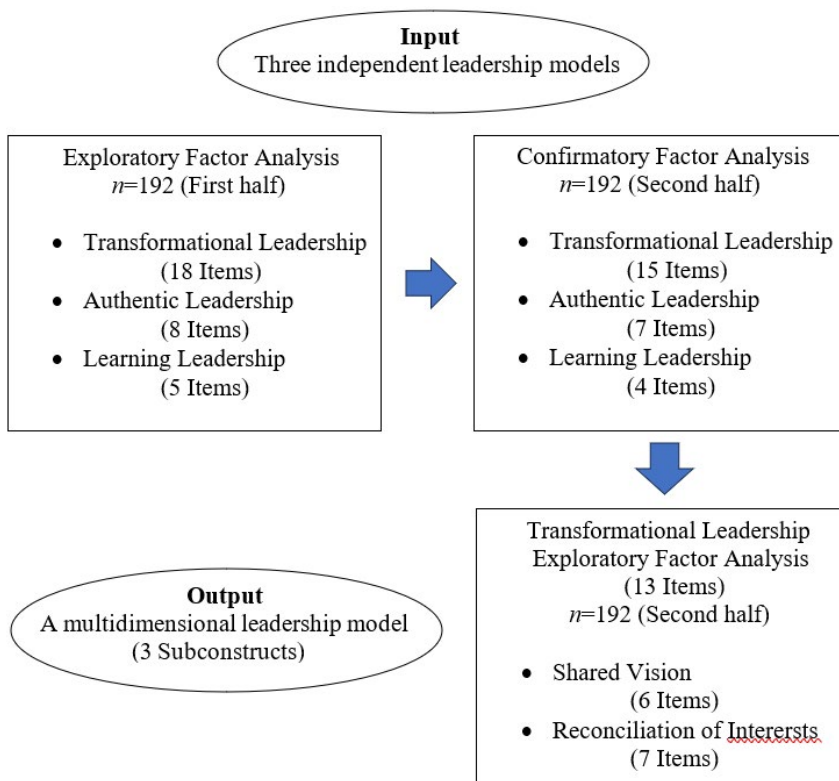 Input
Three independent leadership models
Exploratory Factor Analysis
n=192 (First half)
• Transformational Leadership
(18 Items)
• Authentic Leadership
(8 Items)
• Learning Leadership
(5 Items)
Confirmatory Factor Analysis
n=192 (Second half)
• Transformational Leadership
(15 Items)
• Authentic Leadership
(7 Items)
• Learning Leadership
(4 Items)
Transformational Leadership
Exploratory Factor Analysis
(13 Items)
n=192 (Second half)
• Shared Vision
(6 Items)
• Reconciliation of Interersts
(7 Items)
Output
A multidimensional leadership model
(3 Subconstructs)